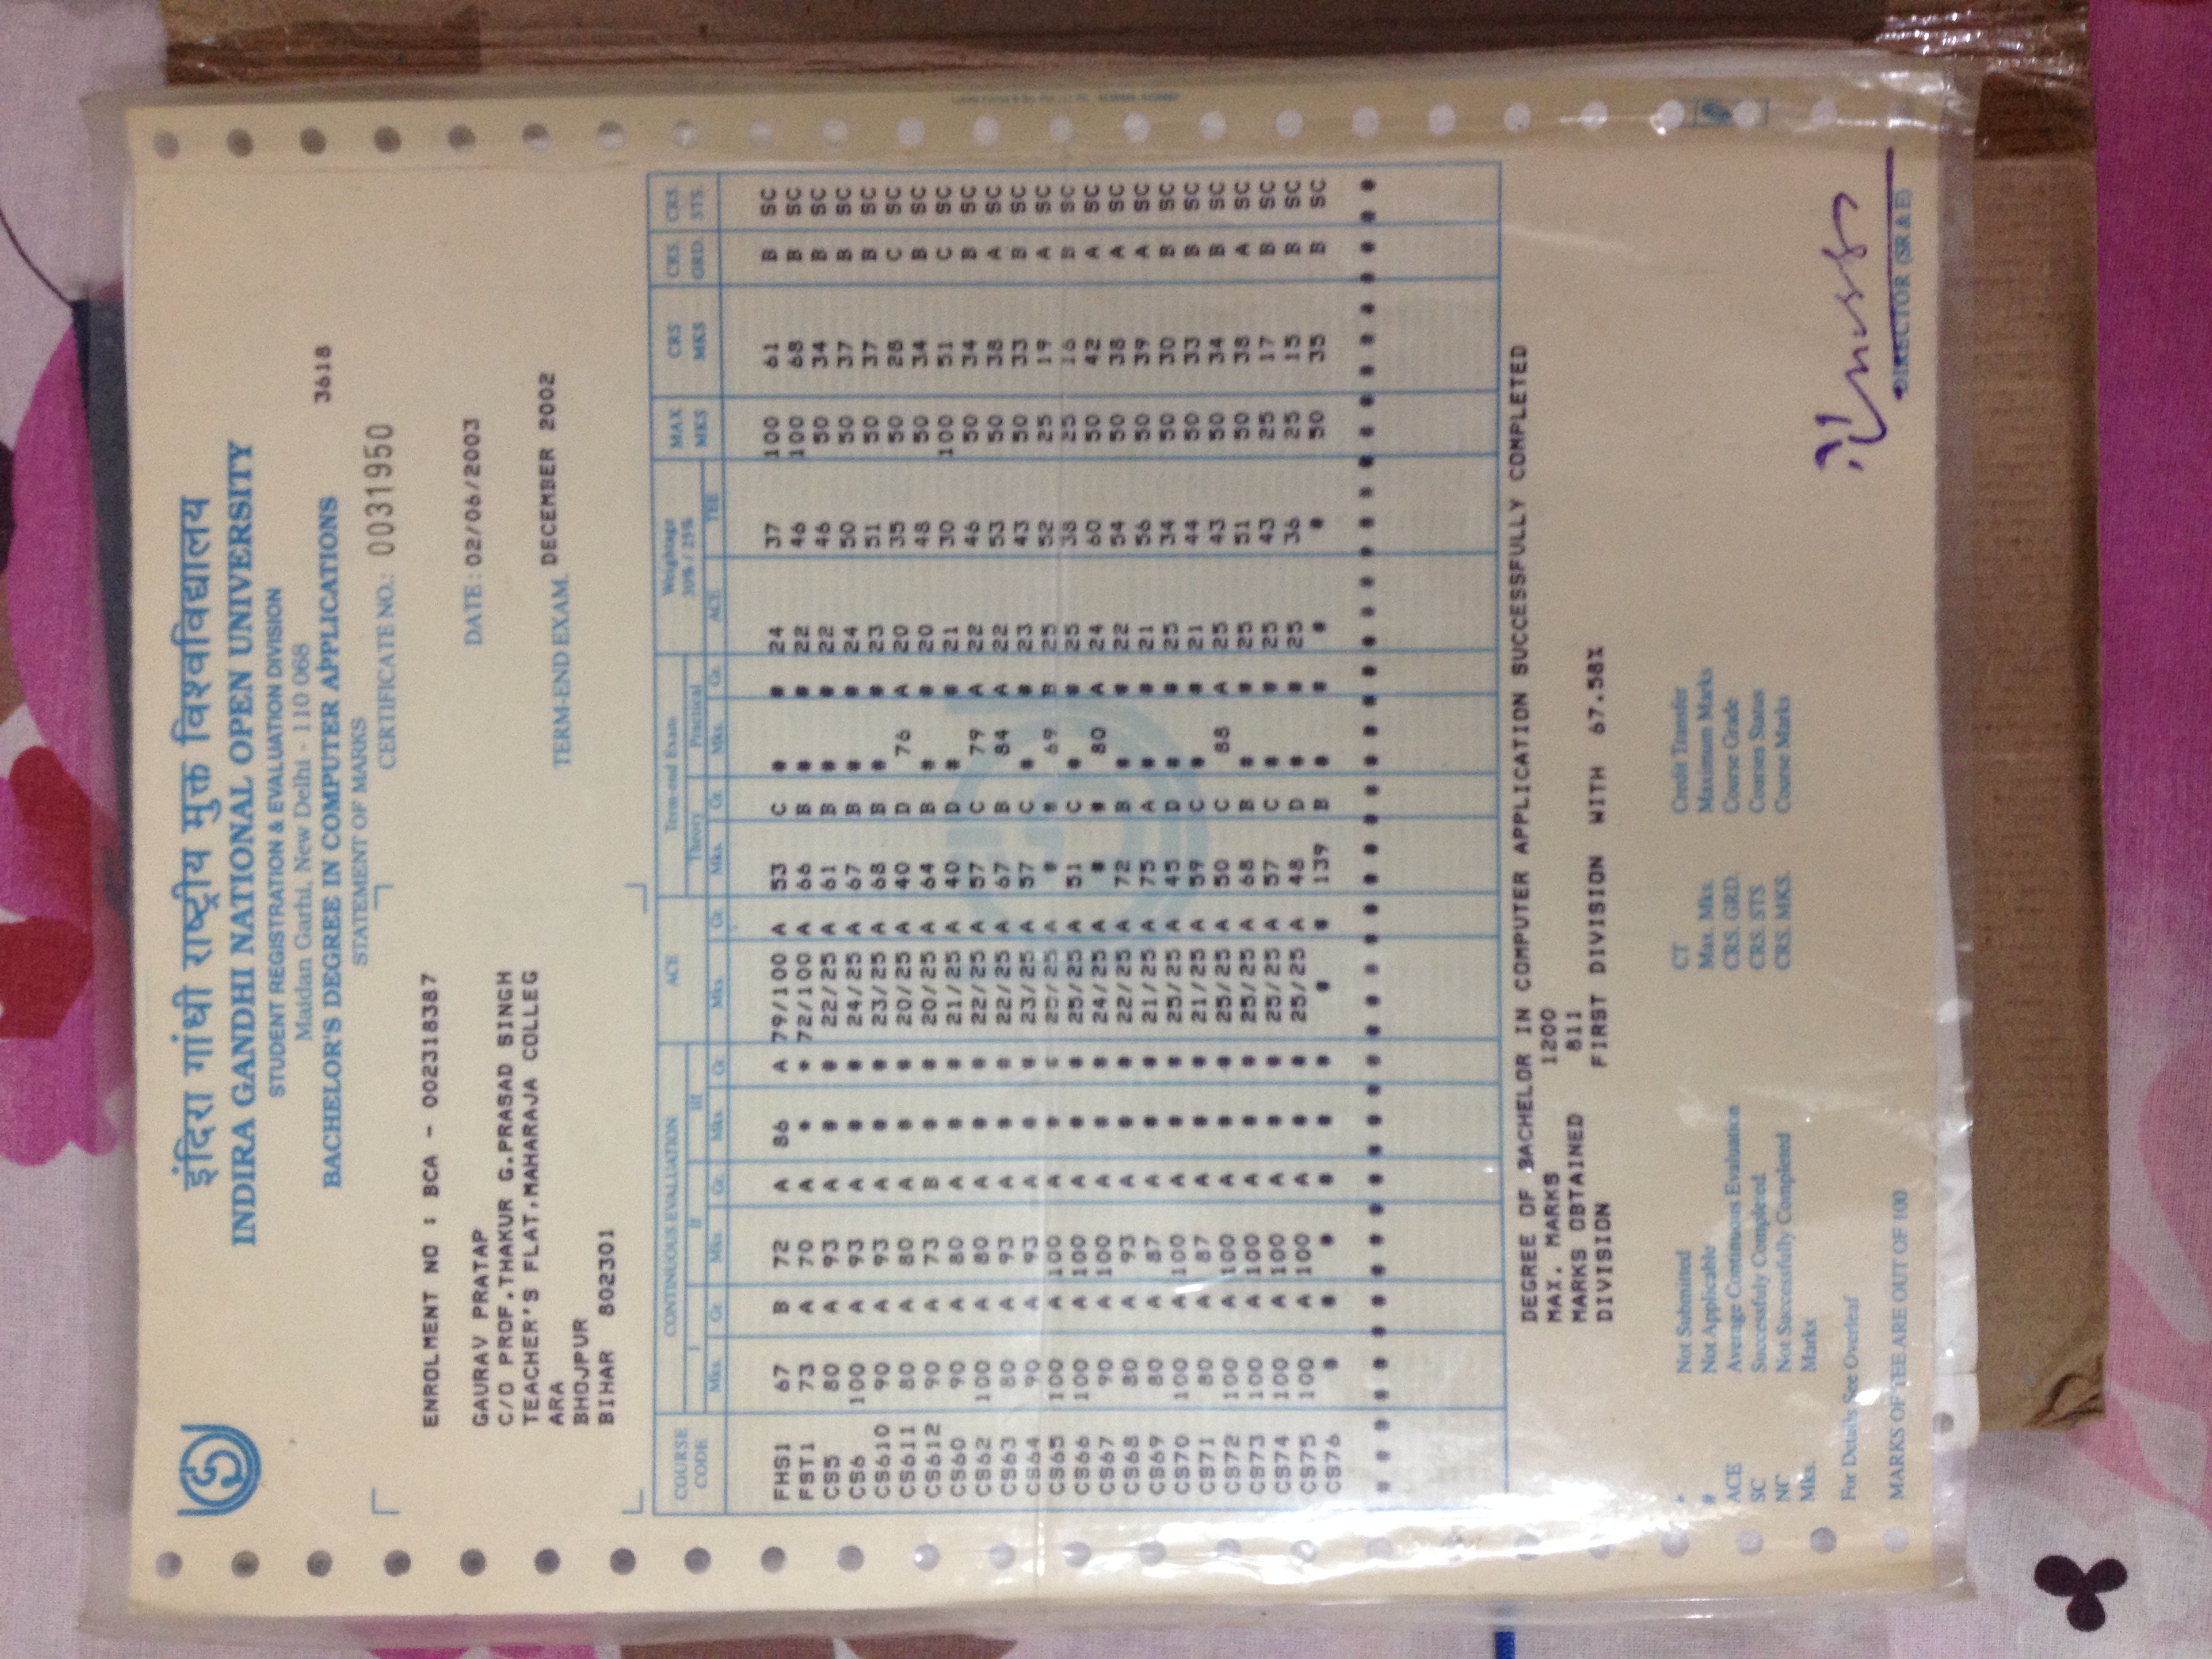 इंदिरा गांधी राष्ट्रीय मुक्त विश्वविद्यालय
INDIRA GANDHI NATIONAL OPEN UNIVERSITY
STUDENT REGISTRATION & EVALUATION DIVISION
Maidan Garhi, New Delhi - 110 068
BACHELOR'S DEGREE IN COMPUTER APPLICATIONS 3618
STATEMENT OF MARKS
CERTIFICATE NO.: 0031950
ENROLMENT NO : BCA - 002318387
GAURAV PRATAP
DATE: 02/06/2003
C/O PROF.THAKUR G.PRASAD SINGH
TEACHER'S FLAT,MAHARAJA COLLEG
ARA
TERM-END EXAM. DECEMBER 2002
BHOJPUR
BIHAR 802301
COURSE CODE CONTINUOUS EVALUATION ACE Term-end Exam Weightage 30% / 25% MAX MKS CRS MKS CRS. GRD. CRS. STS.
I II III Theory Practical
Mks. Gr. Mks. Gr. Mks. Gr. Mks. Gr. Mks. Gr. Mks. Gr. ACE TEE
FHS1 67 B 72 A 86 A 79/100 A 53 C # # 24 37 100 61 B SC
FST1 73 A 70 A * * 72/100 A 66 B # # 22 46 100 68 B SC
CS5 80 A 93 A # # 22/25 A 61 B # # 22 46 50 34 B SC
CS6 100 A 93 A # # 24/25 A 67 B # # 24 50 50 37 B SC
CS610 90 A 93 A # # 23/25 A 68 B # # 23 51 50 37 B SC
CS611 80 A 80 A # # 20/25 A 40 D 76 A 20 35 50 28 C SC
CS612 90 A 73 B # # 20/25 A 64 B # # 20 48 50 34 B SC
CS60 90 A 80 A # # 21/25 A 40 D # # 21 30 100 51 C SC
CS62 100 A 80 A # # 22/25 A 57 C 79 A 22 46 50 34 B SC
CS63 80 A 93 A # # 22/25 A 67 B 84 A 22 53 50 38 A SC
CS64 90 A 93 A # # 23/25 A 57 C # # 23 43 50 33 B SC
CS65 100 A 100 A # # 25/25 A # # 69 B 25 52 25 19 A SC
CS66 100 A 100 A # # 25/25 A 51 C # # 25 38 25 16 B SC
CS67 90 A 100 A # # 24/25 A # # 80 A 24 60 50 42 A SC
CS68 80 A 93 A # # 22/25 A 72 B # # 22 54 50 38 A SC
CS69 80 A 87 A # # 21/25 A 75 A # # 21 56 50 39 A SC
CS70 100 A 100 A # # 25/25 A 45 D # # 25 34 50 30 B SC
CS71 80 A 87 A # # 21/25 A 59 C # # 21 44 50 33 B SC
CS72 100 A 100 A # # 25/25 A 50 C 88 A 25 43 50 34 B SC
CS73 100 A 100 A # # 25/25 A 68 B # # 25 51 50 38 A SC
CS74 100 A 100 A # # 25/25 A 57 C # # 25 43 25 17 B SC
CS75 100 A 100 A # # 25/25 A 48 D # # 25 36 25 15 B SC
CS76 # # # # # # # # 139 B # # # # 50 35 B SC
# # # # # # # # # # # # # # # # # # # # # # # # # # # # # # # # # # # # # # # # # # #
DEGREE OF BACHELOR IN COMPUTER APPLICATION SUCCESSFULLY COMPLETED
MAX. MARKS 1200
MARKS OBTAINED 811
DIVISION FIRST DIVISION WITH 67.58%
* Not Submitted CT Credit Transfer
# Not Applicable Max. Mks. Maximum Marks
ACE Average Continuous Evaluation CRS. GRD. Course Grade
SC Successfuly Completed. CRS. STS Courses Status
NC Not Successfully Completed CRS. MKS. Course Marks
Mks. Marks
For Details See Overleaf
MARKS OF TEE ARE OUT OF 100
DIRECTOR (SR & E)